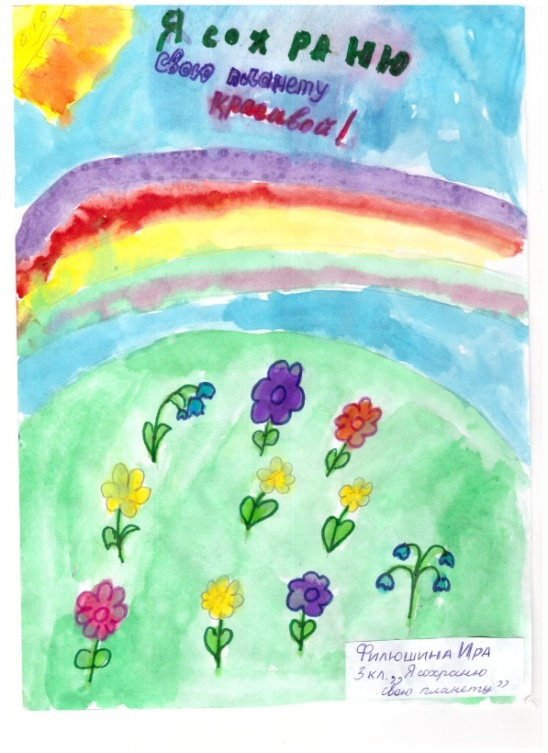 Я сохраню
свою планету
красивой!
Филюшина Ира
3 кл. „Я сохраню
свою планету”